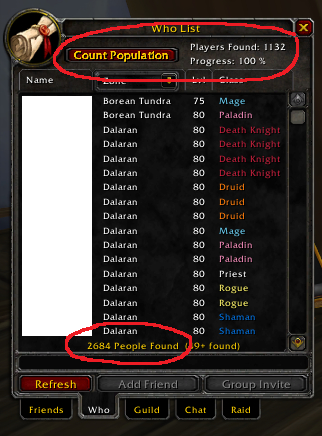 Who List
Count Population
Players Found: 1132
Progress: 100 %
Name Zone Lvl Class
Borean Tundra 75 Mage
Borean Tundra 80 Paladin
Dalaran 80 Death Knight
Dalaran 80 Death Knight
Dalaran 80 Death Knight
Dalaran 80 Death Knight
Dalaran 80 Druid
Dalaran 80 Druid
Dalaran 80 Druid
Dalaran 80 Mage
Dalaran 80 Paladin
Dalaran 80 Paladin
Dalaran 80 Priest
Dalaran 80 Rogue
Dalaran 80 Rogue
Dalaran 80 Shaman
Dalaran 80 Shaman
2684 People Found (49+ found)
Refresh Add Friend Group Invite
Friends Who Guild Chat Raid